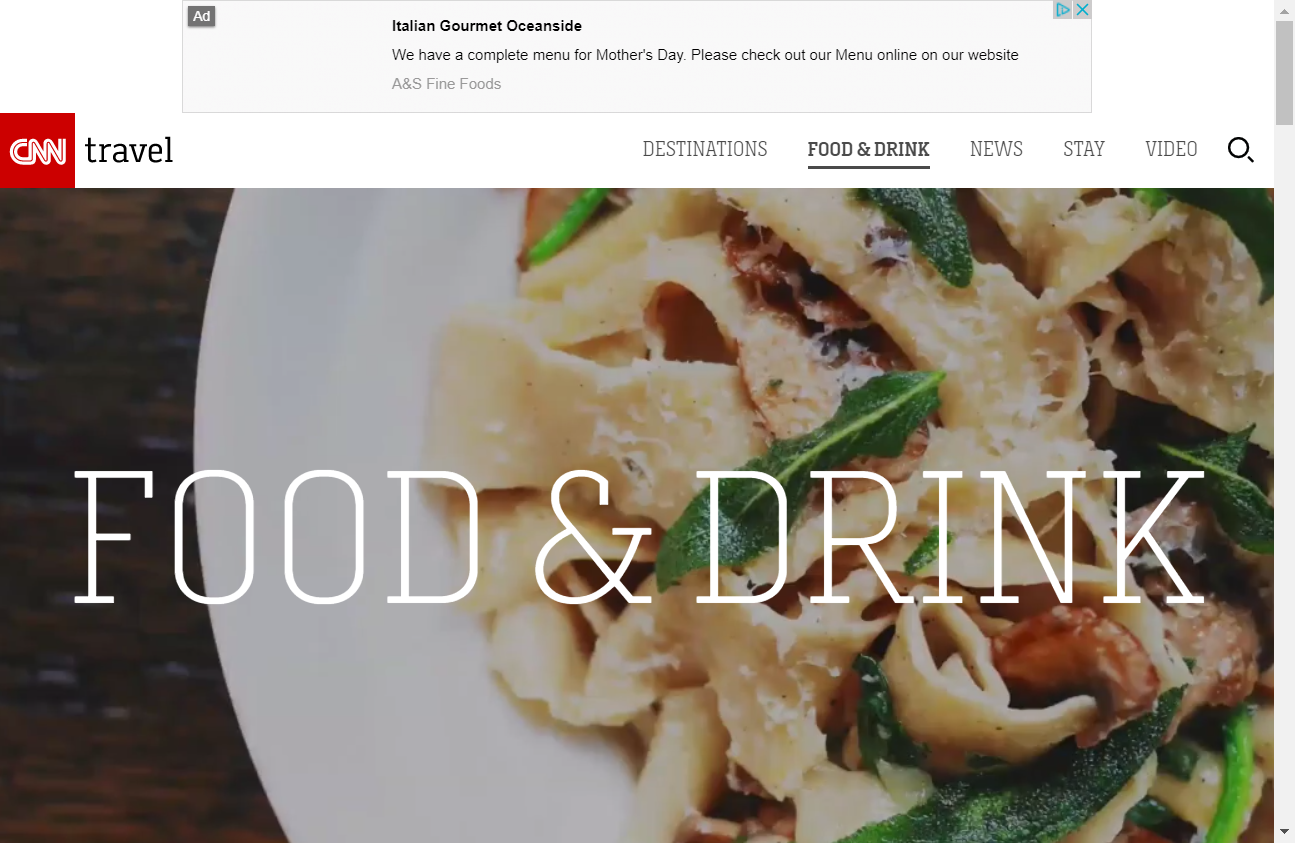 Ad
Italian Gourmet Oceanside
We have a complete menu for Mother's Day. Please check out our Menu online on our website
A&S Fine Foods
CNN travel
DESTINATIONS FOOD & DRINK NEWS STAY VIDEO
FOOD & DRINK